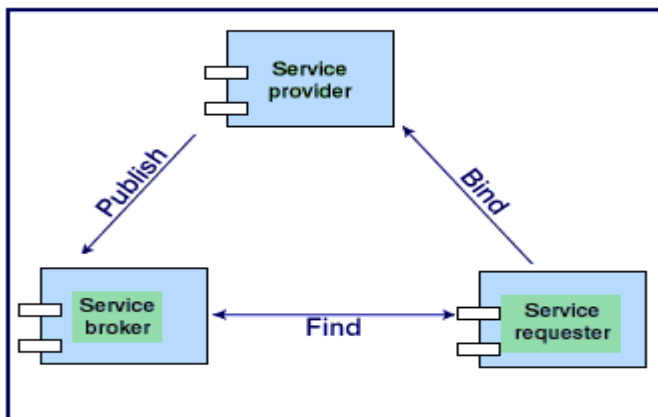 Service
provider
Publish
Bind
Service
broker
Find
Service
requester